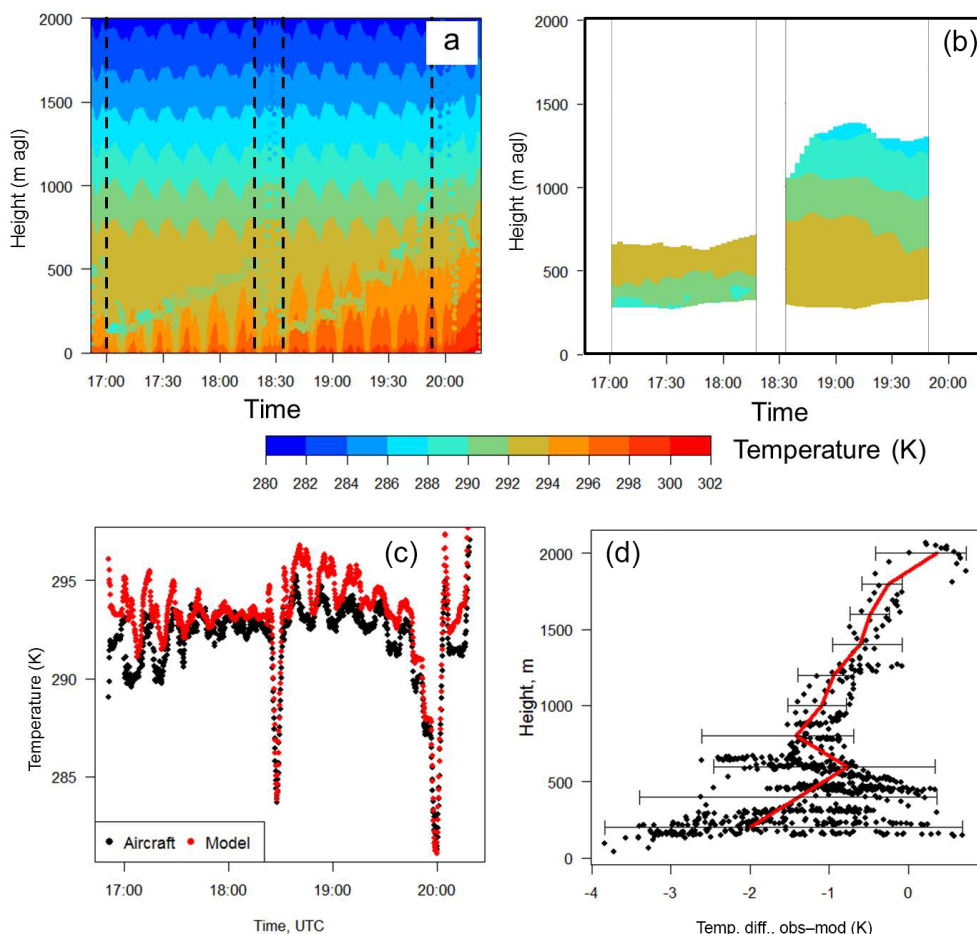 a
2000
1500
1000
500
0
Height (m agl)
17:00 17:30 18:00 18:30 19:00 19:30 20:00
Time
(b)
2000
1500
1000
500
0
Height (m agl)
17:00 17:30 18:00 18:30 19:00 19:30 20:00
Time
Temperature (K)
280 282 284 286 288 290 292 294 296 298 300 302
(c)
295
290
285
Temperature (K)
Aircraft Model
17:00 18:00 19:00 20:00
Time, UTC
(d)
2000
1500
1000
500
0
Height, m
-4 -3 -2 -1 0
Temp. diff., obs–mod (K)